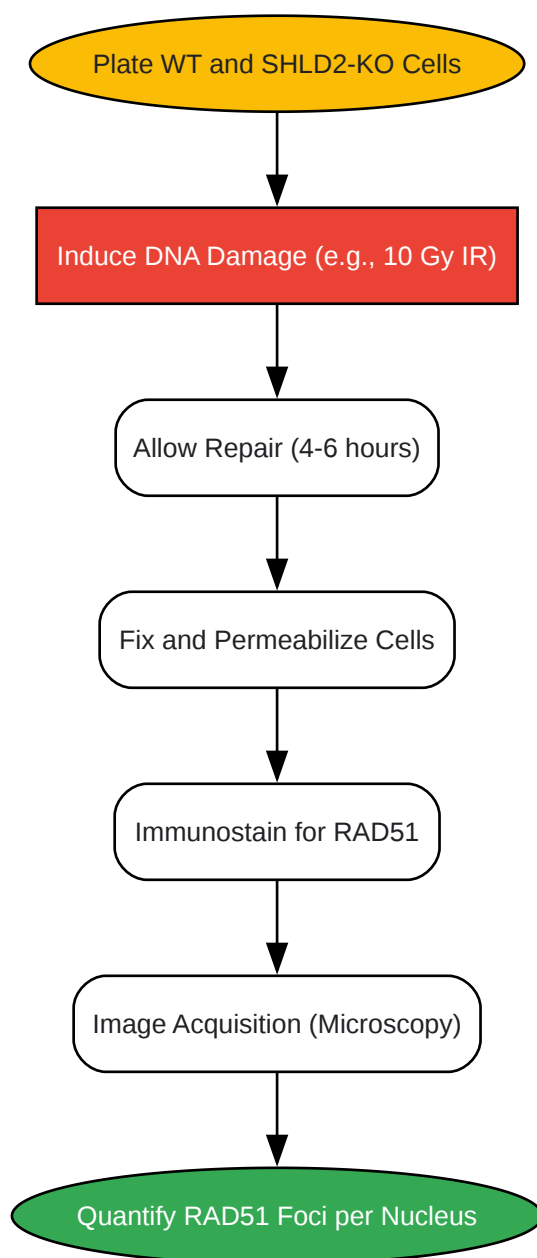 Plate WT and SHLD2-KO Cells
Induce DNA Damage (e.g., 10 Gy IR)
Allow Repair (4-6 hours)
Fix and Permeabilize Cells
Immunostain for RAD51
Image Acquisition (Microscopy)
Quantify RAD51 Foci per Nucleus